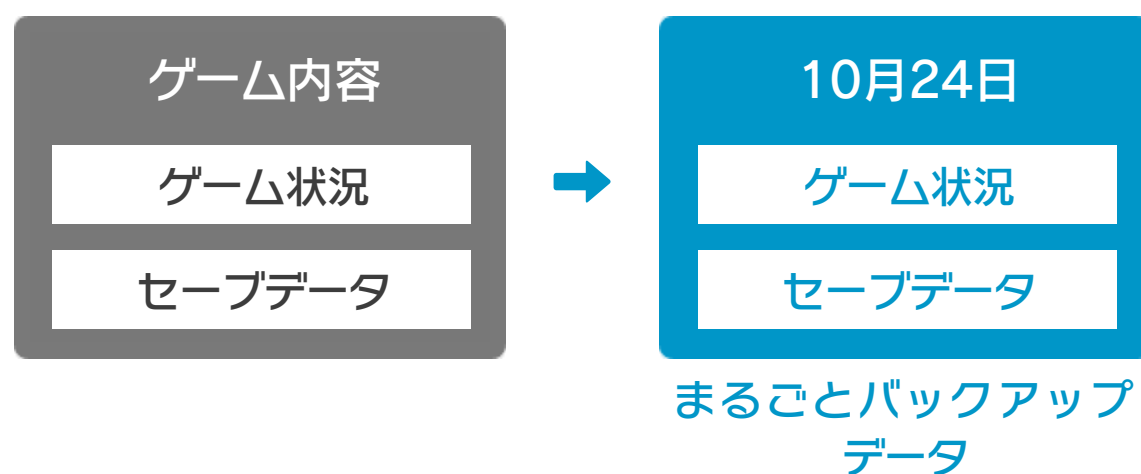 ゲーム内容
ゲーム状況
セーブデータ
10月24日
ゲーム状況
セーブデータ
まるごとバックアップ
データ